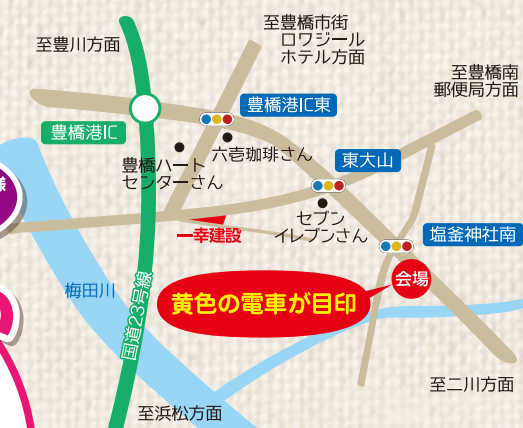 至豊橋市街
ロワジール
ホテル方面
至豊川方面
至豊橋南
郵便局方面
豊橋港IC東
豊橋港IC
六壱珈琲さん
東大山
豊橋ハート
センターさん
様
セブン
イレブンさん
一幸建設
塩釜神社南
会場
梅田川
黄色の電車が目印
国道23号線
至二川方面
至浜松方面